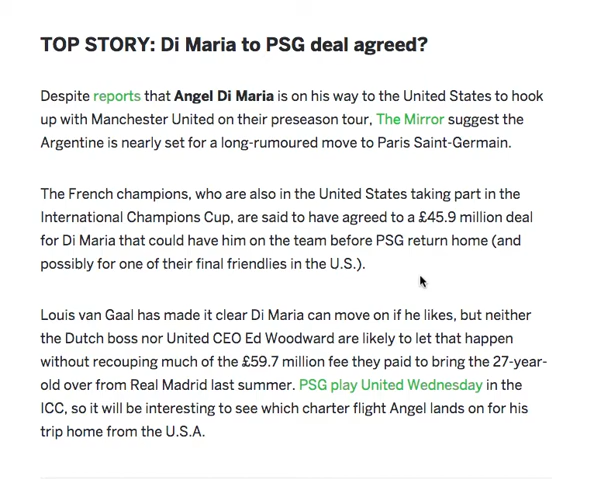 TOP STORY: Di Maria to PSG deal agreed?
Despite reports that Angel Di Maria is on his way to the United States to hook
up with Manchester United on their preseason tour, The Mirror suggest the
Argentine is nearly set for a long-rumoured move to Paris Saint-Germain.
The French champions, who are also in the United States taking part in the
International Champions Cup, are said to have agreed to a £45.9 million deal
for Di Maria that could have him on the team before PSG return home (and
possibly for one of their final friendlies in the U.S.).
Louis van Gaal has made it clear Di Maria can move on if he likes, but neither
the Dutch boss nor United CEO Ed Woodward are likely to let that happen
without recouping much of the £59.7 million fee they paid to bring the 27-year-
old over from Real Madrid last summer. PSG play United Wednesday in the
ICC, so it will be interesting to see which charter flight Angel lands on for his
trip home from the U.S.A.